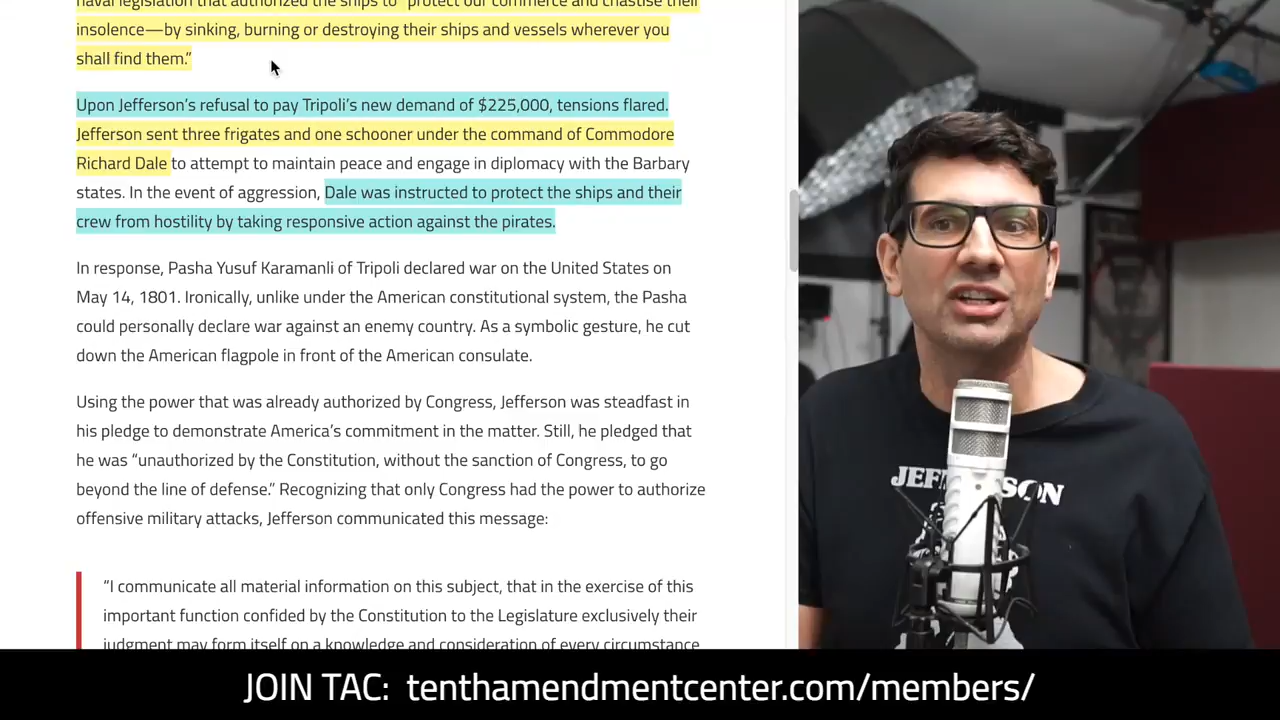 naval legislation that authorized the ships to "protect our commerce and chastise their
insolence—by sinking, burning or destroying their ships and vessels wherever you
shall find them."
Upon Jefferson's refusal to pay Tripoli's new demand of $225,000, tensions flared.
Jefferson sent three frigates and one schooner under the command of Commodore
Richard Dale to attempt to maintain peace and engage in diplomacy with the Barbary
states. In the event of aggression, Dale was instructed to protect the ships and their
crew from hostility by taking responsive action against the pirates.
In response, Pasha Yusuf Karamanli of Tripoli declared war on the United States on
May 14, 1801. Ironically, unlike under the American constitutional system, the Pasha
could personally declare war against an enemy country. As a symbolic gesture, he cut
down the American flagpole in front of the American consulate.
Using the power that was already authorized by Congress, Jefferson was steadfast in
his pledge to demonstrate America's commitment in the matter. Still, he pledged that
he was "unauthorized by the Constitution, without the sanction of Congress, to go
beyond the line of defense." Recognizing that only Congress had the power to authorize
offensive military attacks, Jefferson communicated this message:
"I communicate all material information on this subject, that in the exercise of this
important function confided by the Constitution to the Legislature exclusively their
judgment may form itself on a knowledge and consideration of every circumstance
JOIN TAC: tenthamendmentcenter.com/members/